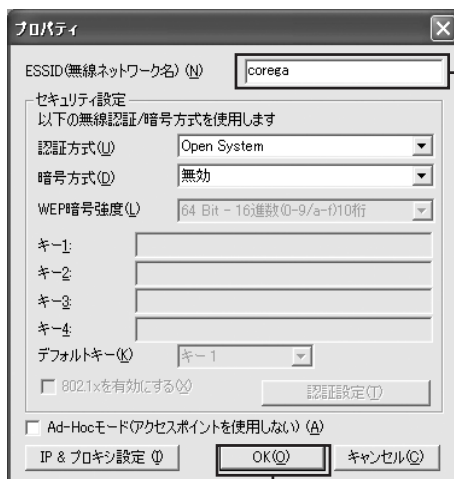 プロパティ
ESSID(無線ネットワーク名) (N) corega
セキュリティ設定
以下の無線認証/暗号方式を使用します
認証方式(U) Open System
暗号方式(D) 無効
WEP暗号強度(L) 64 Bit - 16進数(0-9/a-f)10桁
キー1:
キー2:
キー3:
キー4:
デフォルトキー(K) キー 1
802.1xを有効にする(X) 認証設定(T)
Ad-Hocモード(アクセスポイントを使用しない) (A)
IP & プロキシ設定 (I) OK(O) キャンセル(C)